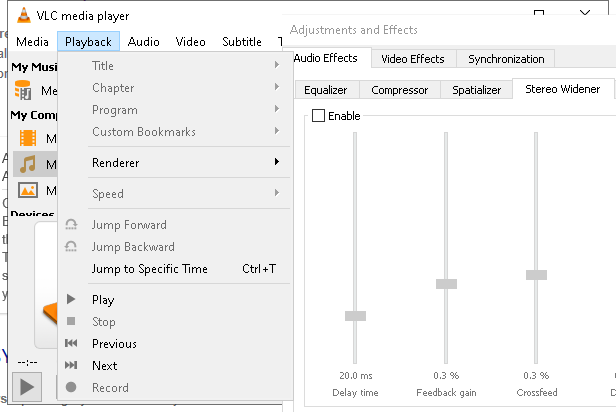 VLC media player
Media Playback Audio Video Subtitle
My Musi
Me
My Comp
M
M
M
Devices
--:--
Title
Chapter
Program
Custom Bookmarks
Renderer
Speed
Jump Forward
Jump Backward
Jump to Specific Time Ctrl+T
Play
Stop
Previous
Next
Record
Adjustments and Effects
Audio Effects Video Effects Synchronization
Equalizer Compressor Spatializer Stereo Widener
Enable
20.0 ms 0.3 % 0.3 %
Delay time Feedback gain Crossfeed D